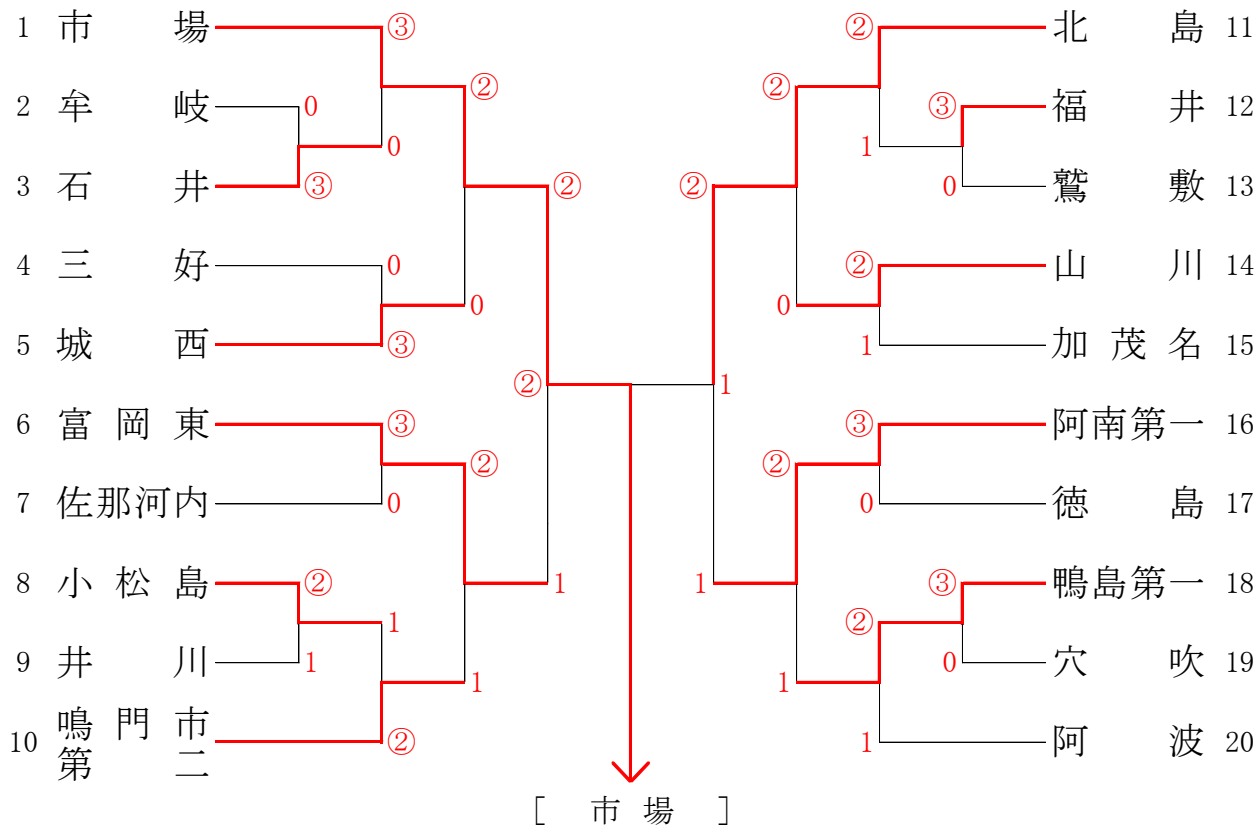 1 市場 ③ ② 北島 11
② ②
2 牟岐 0 ③ 福井 12
0 1
3 石井 ③ ② ② 0 鷲敷 13
4 三好 0 ② 山川 14
0 0
5 城西 ③ 1 加茂名 15
② 1
6 富岡東 ③ ③ 阿南第一 16
② ②
7 佐那河内 0 0 徳島 17
8 小松島 ② 1 1 ③ 鴨島第一 18
1 ②
9 井川 1 0 穴吹 19
1 1
10 鳴門市第二 ② 1 阿波 20
[ 市場 ]